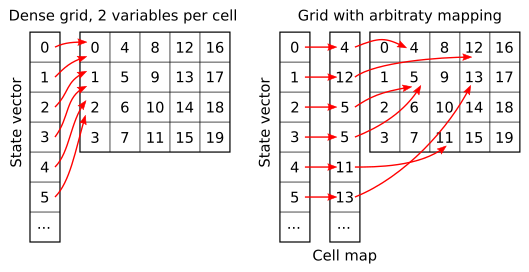 Dense grid, 2 variables per cell
State vector
0
1
2
3
4
5
...
0 4 8 12 16
1 5 9 13 17
2 6 10 14 18
3 7 11 15 19
Grid with arbitraty mapping
State vector
0
1
2
3
4
5
...
4
12
5
5
11
13
...
Cell map
0 4 8 12 16
1 5 9 13 17
2 6 10 14 18
3 7 11 15 19